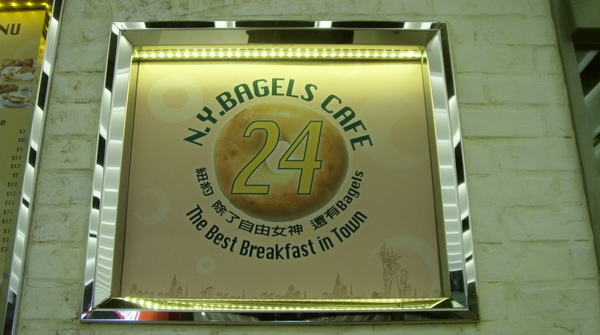 NU
N.Y.BAGELS CAFE
24
紐約 除了自由女神 還有Bagels
The Best Breakfast in Town